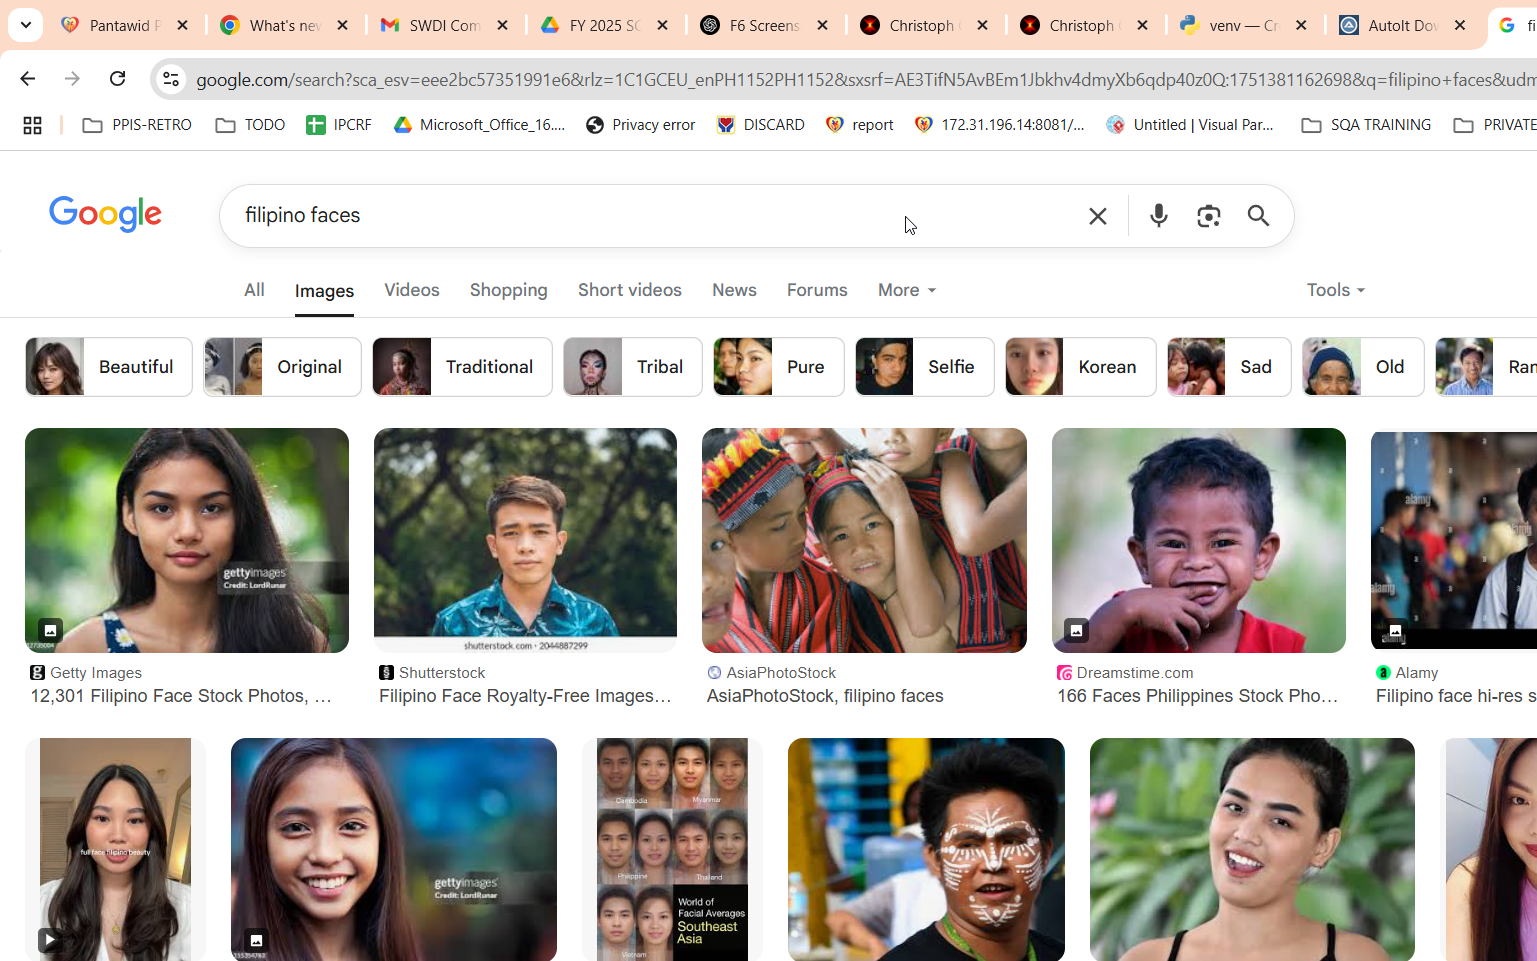 Pantawid P
What's nev
SWDI Com
FY 2025 SC
F6 Screens
Christoph
Christoph
venv — Cr
AutoIt Dov
fi
google.com/search?sca_esv=eee2bc57351991e6&rlz=1C1GCEU_enPH1152PH1152&sxsrf=AE3TifN5AvBEm1Jbkhv4dmyXb6qdp40z0Q:1751381162698&q=filipino+faces&udm
PPIS-RETRO
TODO
IPCRF
Microsoft_Office_16....
Privacy error
DISCARD
report
172.31.196.14:8081/...
Untitled | Visual Par...
SQA TRAINING
PRIVATE
Google
filipino faces
All
Images
Videos
Shopping
Short videos
News
Forums
More
Tools
Beautiful
Original
Traditional
Tribal
Pure
Selfie
Korean
Sad
Old
Ran
gettyimages
Credit: LordRunar
shutterstock.com · 2044887299
alamy
alamy
alamy
Getty Images
12,301 Filipino Face Stock Photos, ...
Shutterstock
Filipino Face Royalty-Free Images...
AsiaPhotoStock
AsiaPhotoStock, filipino faces
Dreamstime.com
166 Faces Philippines Stock Pho...
Alamy
Filipino face hi-res s
full face filipino beauty
gettyimages
Credit: LordRunar
Cambodia
Myanmar
Philippine
Thailand
Vietnam
World of
Facial Averages
Southeast
Asia